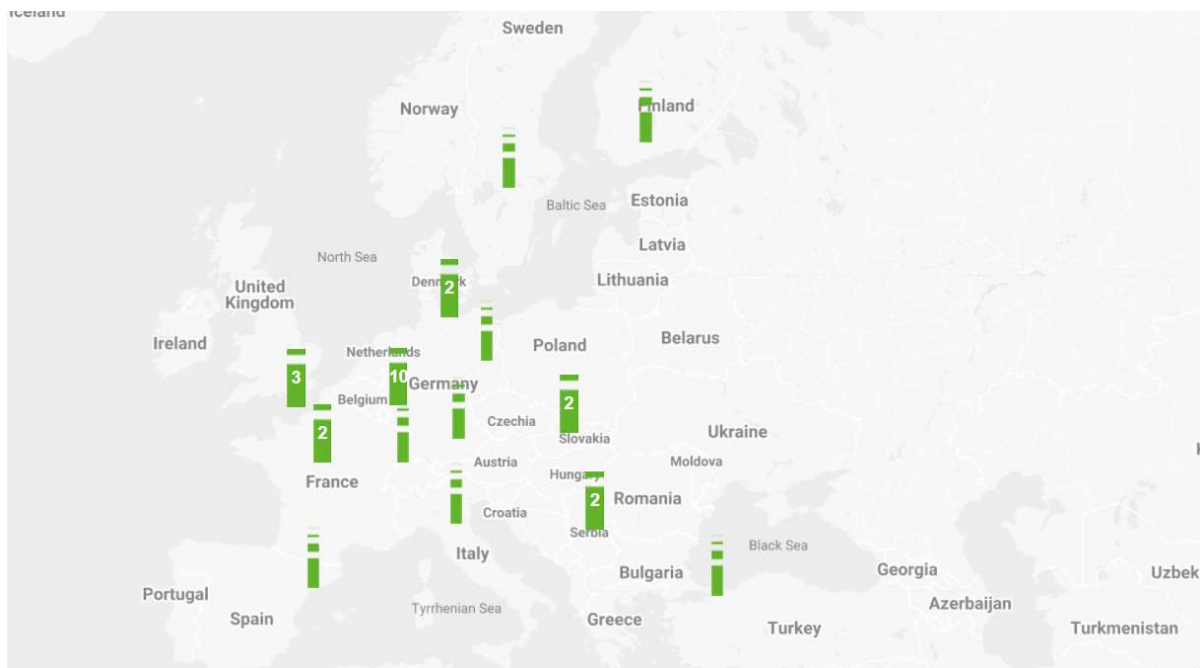 Iceland
Sweden
Norway
Finland
Baltic Sea
Estonia
Latvia
North Sea
Lithuania
Denmark
2
United
Kingdom
Ireland
Netherlands
Poland
Belarus
3
10
Germany
Belgium
2
Czechia
2
Slovakia
Ukraine
France
Austria
Moldova
Hungary
2
Romania
Croatia
Serbia
Italy
Black Sea
Bulgaria
Georgia
Uzbek
Portugal
Spain
Tyrrhenian Sea
Greece
Azerbaijan
Turkey
Turkmenistan